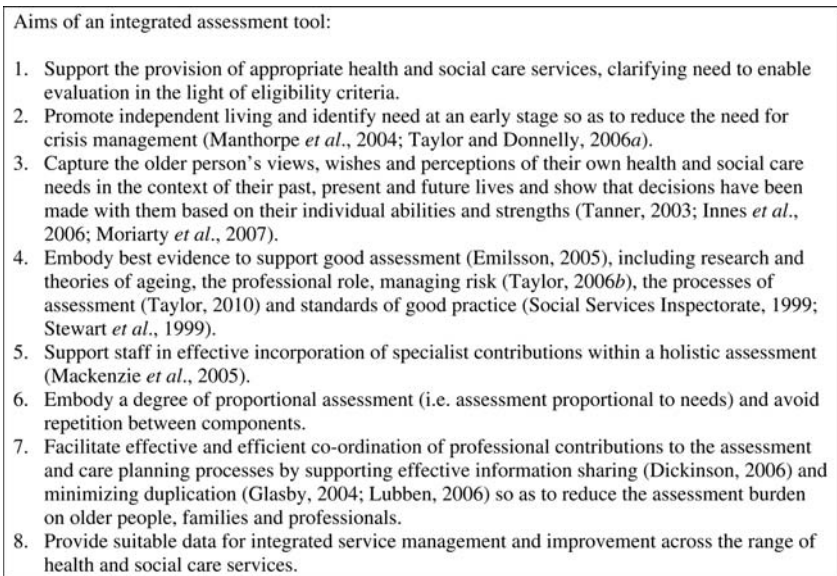 Aims of an integrated assessment tool:
1. Support the provision of appropriate health and social care services, clarifying need to enable
evaluation in the light of eligibility criteria.
2. Promote independent living and identify need at an early stage so as to reduce the need for
crisis management (Manthorpe et al., 2004; Taylor and Donnelly, 2006a).
3. Capture the older person's views, wishes and perceptions of their own health and social care
needs in the context of their past, present and future lives and show that decisions have been
made with them based on their individual abilities and strengths (Tanner, 2003; Innes et al.,
2006; Moriarty et al., 2007).
4. Embody best evidence to support good assessment (Emilsson, 2005), including research and
theories of ageing, the professional role, managing risk (Taylor, 2006b), the processes of
assessment (Taylor, 2010) and standards of good practice (Social Services Inspectorate, 1999;
Stewart et al., 1999).
5. Support staff in effective incorporation of specialist contributions within a holistic assessment
(Mackenzie et al., 2005).
6. Embody a degree of proportional assessment (i.e. assessment proportional to needs) and avoid
repetition between components.
7. Facilitate effective and efficient co-ordination of professional contributions to the assessment
and care planning processes by supporting effective information sharing (Dickinson, 2006) and
minimizing duplication (Glasby, 2004; Lubben, 2006) so as to reduce the assessment burden
on older people, families and professionals.
8. Provide suitable data for integrated service management and improvement across the range of
health and social care services.